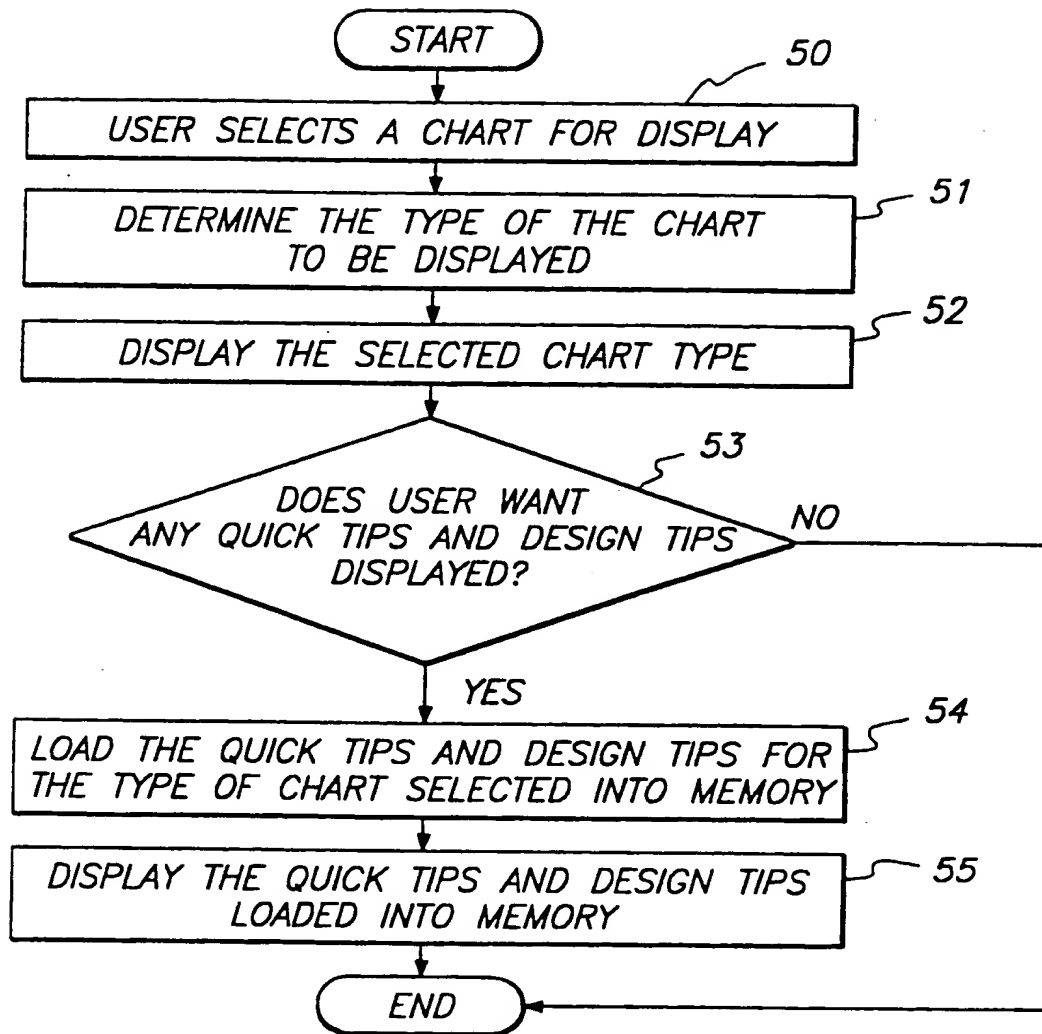 START
50
USER SELECTS A CHART FOR DISPLAY
51
DETERMINE THE TYPE OF THE CHART
TO BE DISPLAYED
52
DISPLAY THE SELECTED CHART TYPE
53
DOES USER WANT
ANY QUICK TIPS AND DESIGN TIPS
DISPLAYED?
NO
YES
54
LOAD THE QUICK TIPS AND DESIGN TIPS FOR
THE TYPE OF CHART SELECTED INTO MEMORY
55
DISPLAY THE QUICK TIPS AND DESIGN TIPS
LOADED INTO MEMORY
END